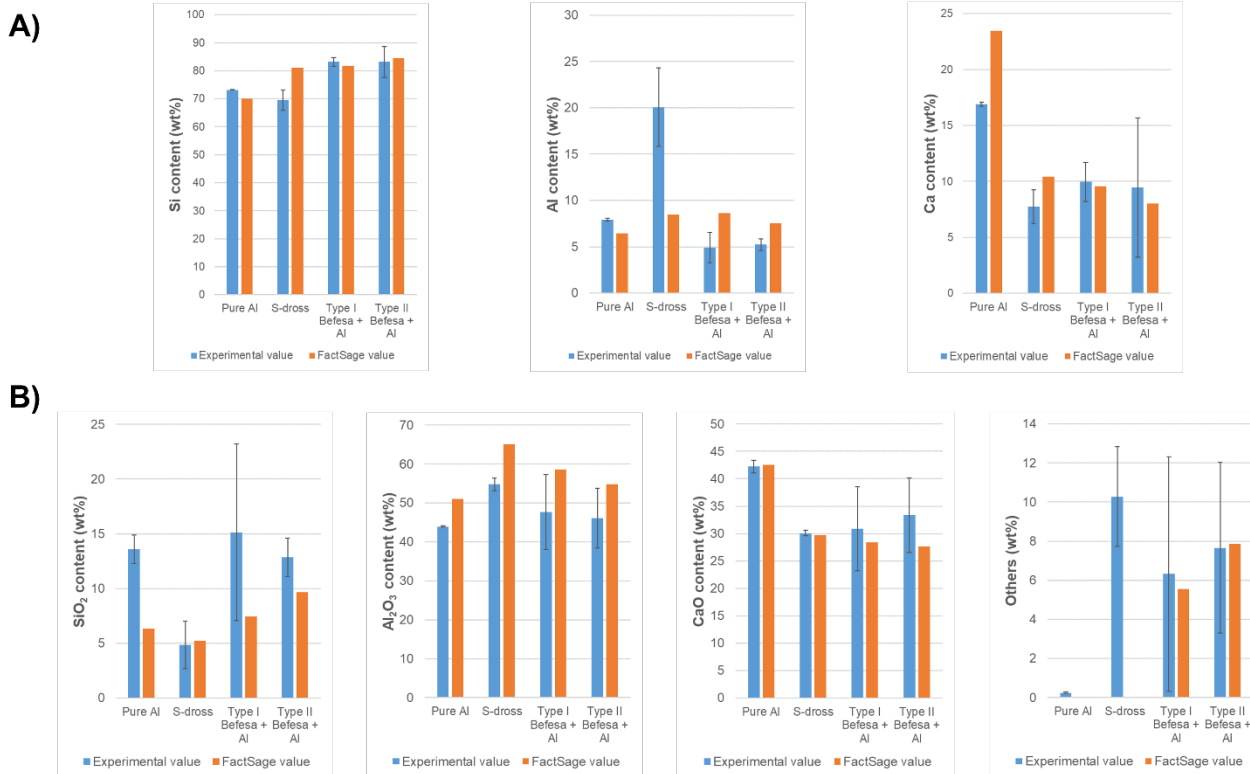 A)
Si content (wt%)
100
90
80
70
60
50
40
30
20
10
0
Pure Al
S-dross
Type I
Befesa +
Al
Type II
Befesa +
Al
Experimental value
FactSage value
Al content (wt%)
30
25
20
15
10
5
0
Pure Al
S-dross
Type I
Befesa +
Al
Type II
Befesa +
Al
Experimental value
FactSage value
Ca content (wt%)
25
20
15
10
5
0
Pure Al
S-dross
Type I
Befesa +
Al
Type II
Befesa +
Al
Experimental value
FactSage value
B)
SiO₂ content (wt%)
25
20
15
10
5
0
Pure Al
S-dross
Type I
Befesa +
Al
Type II
Befesa +
Al
Experimental value
FactSage value
Al₂O₃ content (wt%)
70
60
50
40
30
20
10
0
Pure Al
S-dross
Type I
Befesa +
Al
Type II
Befesa +
Al
Experimental value
FactSage value
CaO content (wt%)
50
45
40
35
30
25
20
15
10
5
0
Pure Al
S-dross
Type I
Befesa +
Al
Type II
Befesa +
Al
Experimental value
FactSage value
Others (wt%)
14
12
10
8
6
4
2
0
Pure Al
S-dross
Type I
Befesa +
Al
Type II
Befesa +
Al
Experimental value
FactSage value